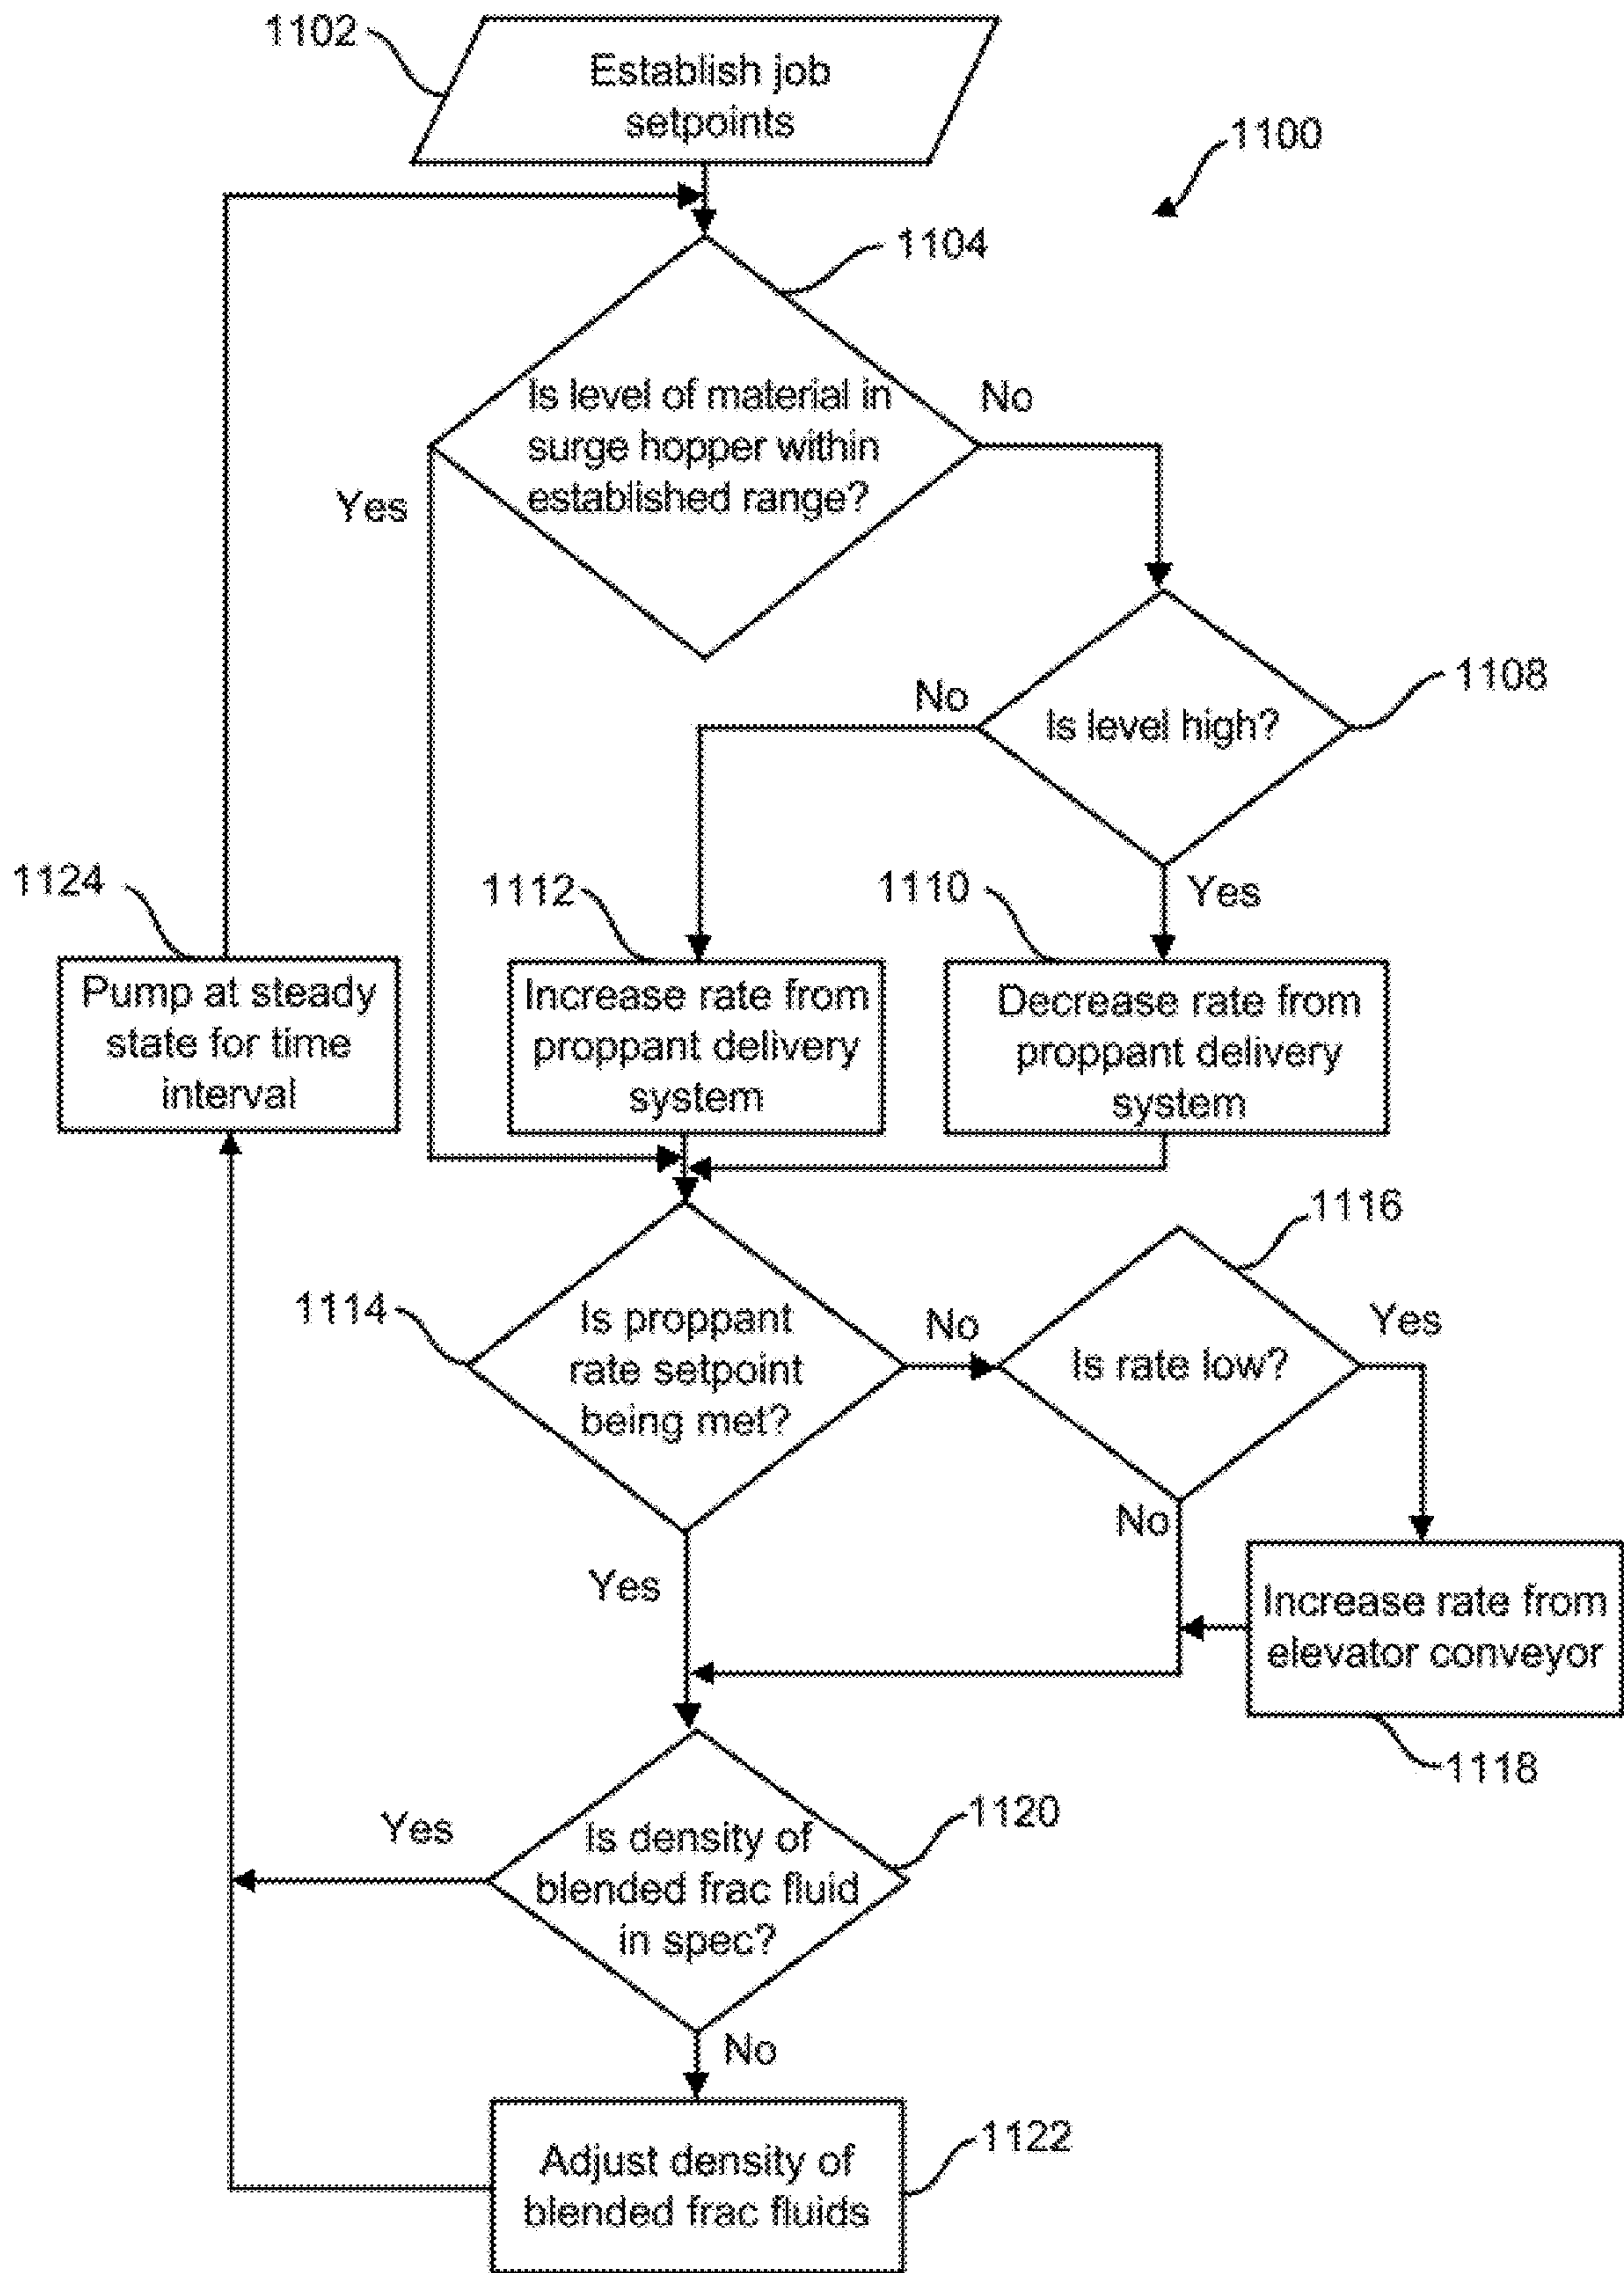 1102
Establish job
setpoints
1100
1104
Is level of material in
surge hopper within
established range?
No
Yes
1108
Is level high?
No
Yes
1124
Pump at steady
state for time
interval
1112
Increase rate from
proppant delivery
system
1110
Decrease rate from
proppant delivery
system
1114
Is proppant
rate setpoint
being met?
No
1116
Is rate low?
Yes
No
Yes
Increase rate from
elevator conveyor
1118
1120
Is density of
blended frac fluid
in spec?
Yes
No
Adjust density of
blended frac fluids
1122